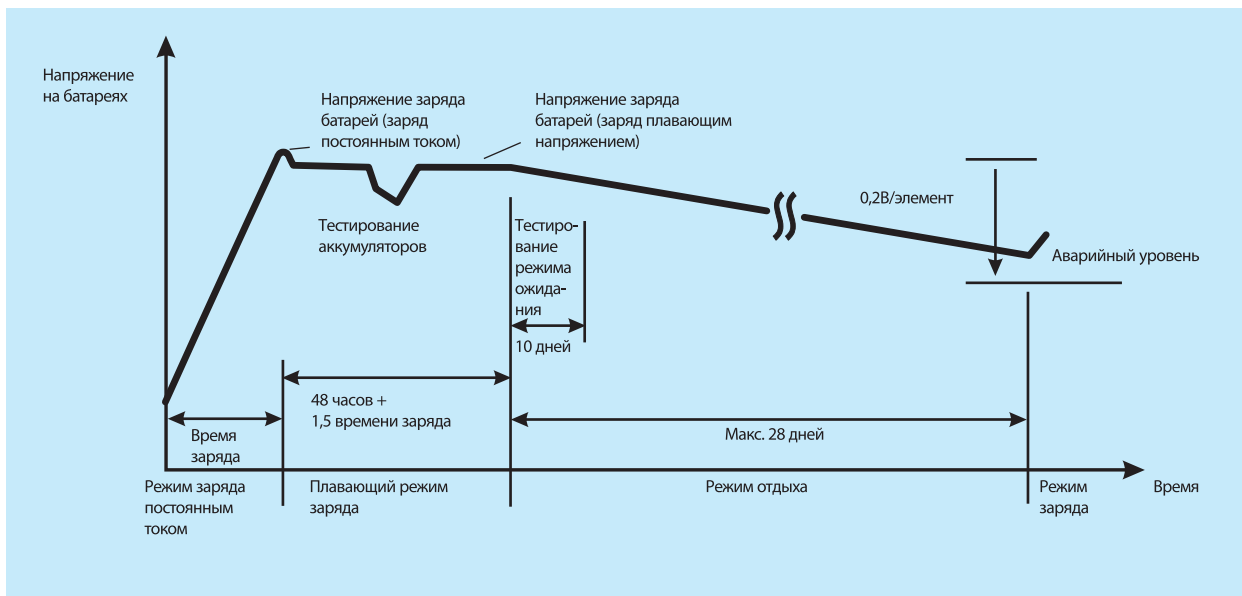 Напряжение
на батареях
Напряжение заряда
батарей (заряд
постоянным током)
Напряжение заряда
батарей (заряд плавающим
напряжением)
0,2В/элемент
Тестирование
аккумуляторов
Тестиро-
вание
режима
ожида-
ния
10 дней
Аварийный уровень
48 часов +
1,5 времени заряда
Время
заряда
Макс. 28 дней
Режим заряда
постоянным
током
Плавающий режим
заряда
Режим отдыха
Режим
заряда
Время